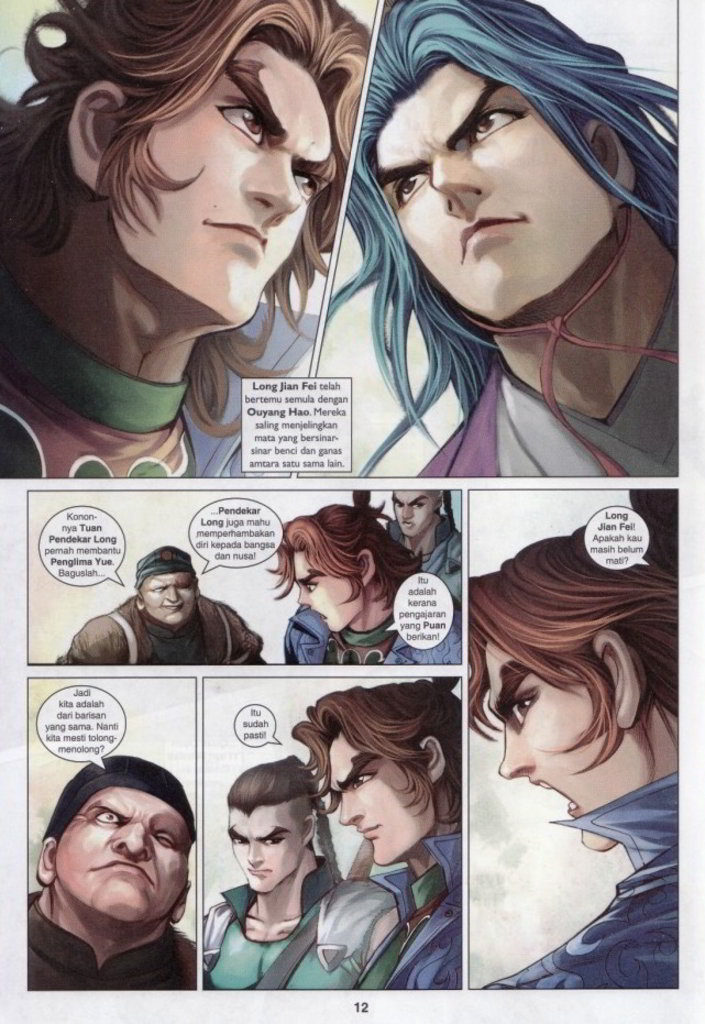 Long Jian Fei telah
bertemu semula dengan
Ouyang Hao. Mereka
saling menjelingkan
mata yang bersinar-
sinar benci dan ganas
amtara satu sama lain.
Konon-
nya Tuan
Pendekar Long
pernah membantu
Penglima Yue.
Baguslah...
...Pendekar
Long juga mahu
memperhambakan
diri kepada bangsa
dan nusa!
Itu
adalah
kerana
pengajaran
yang Puan
berikan!
Long
Jian Fei!
Apakah kau
masih belum
mati?
Jadi
kita adalah
dari barisan
yang sama. Nanti
kita mesti tolong-
menolong?
Itu
sudah
pasti!
12